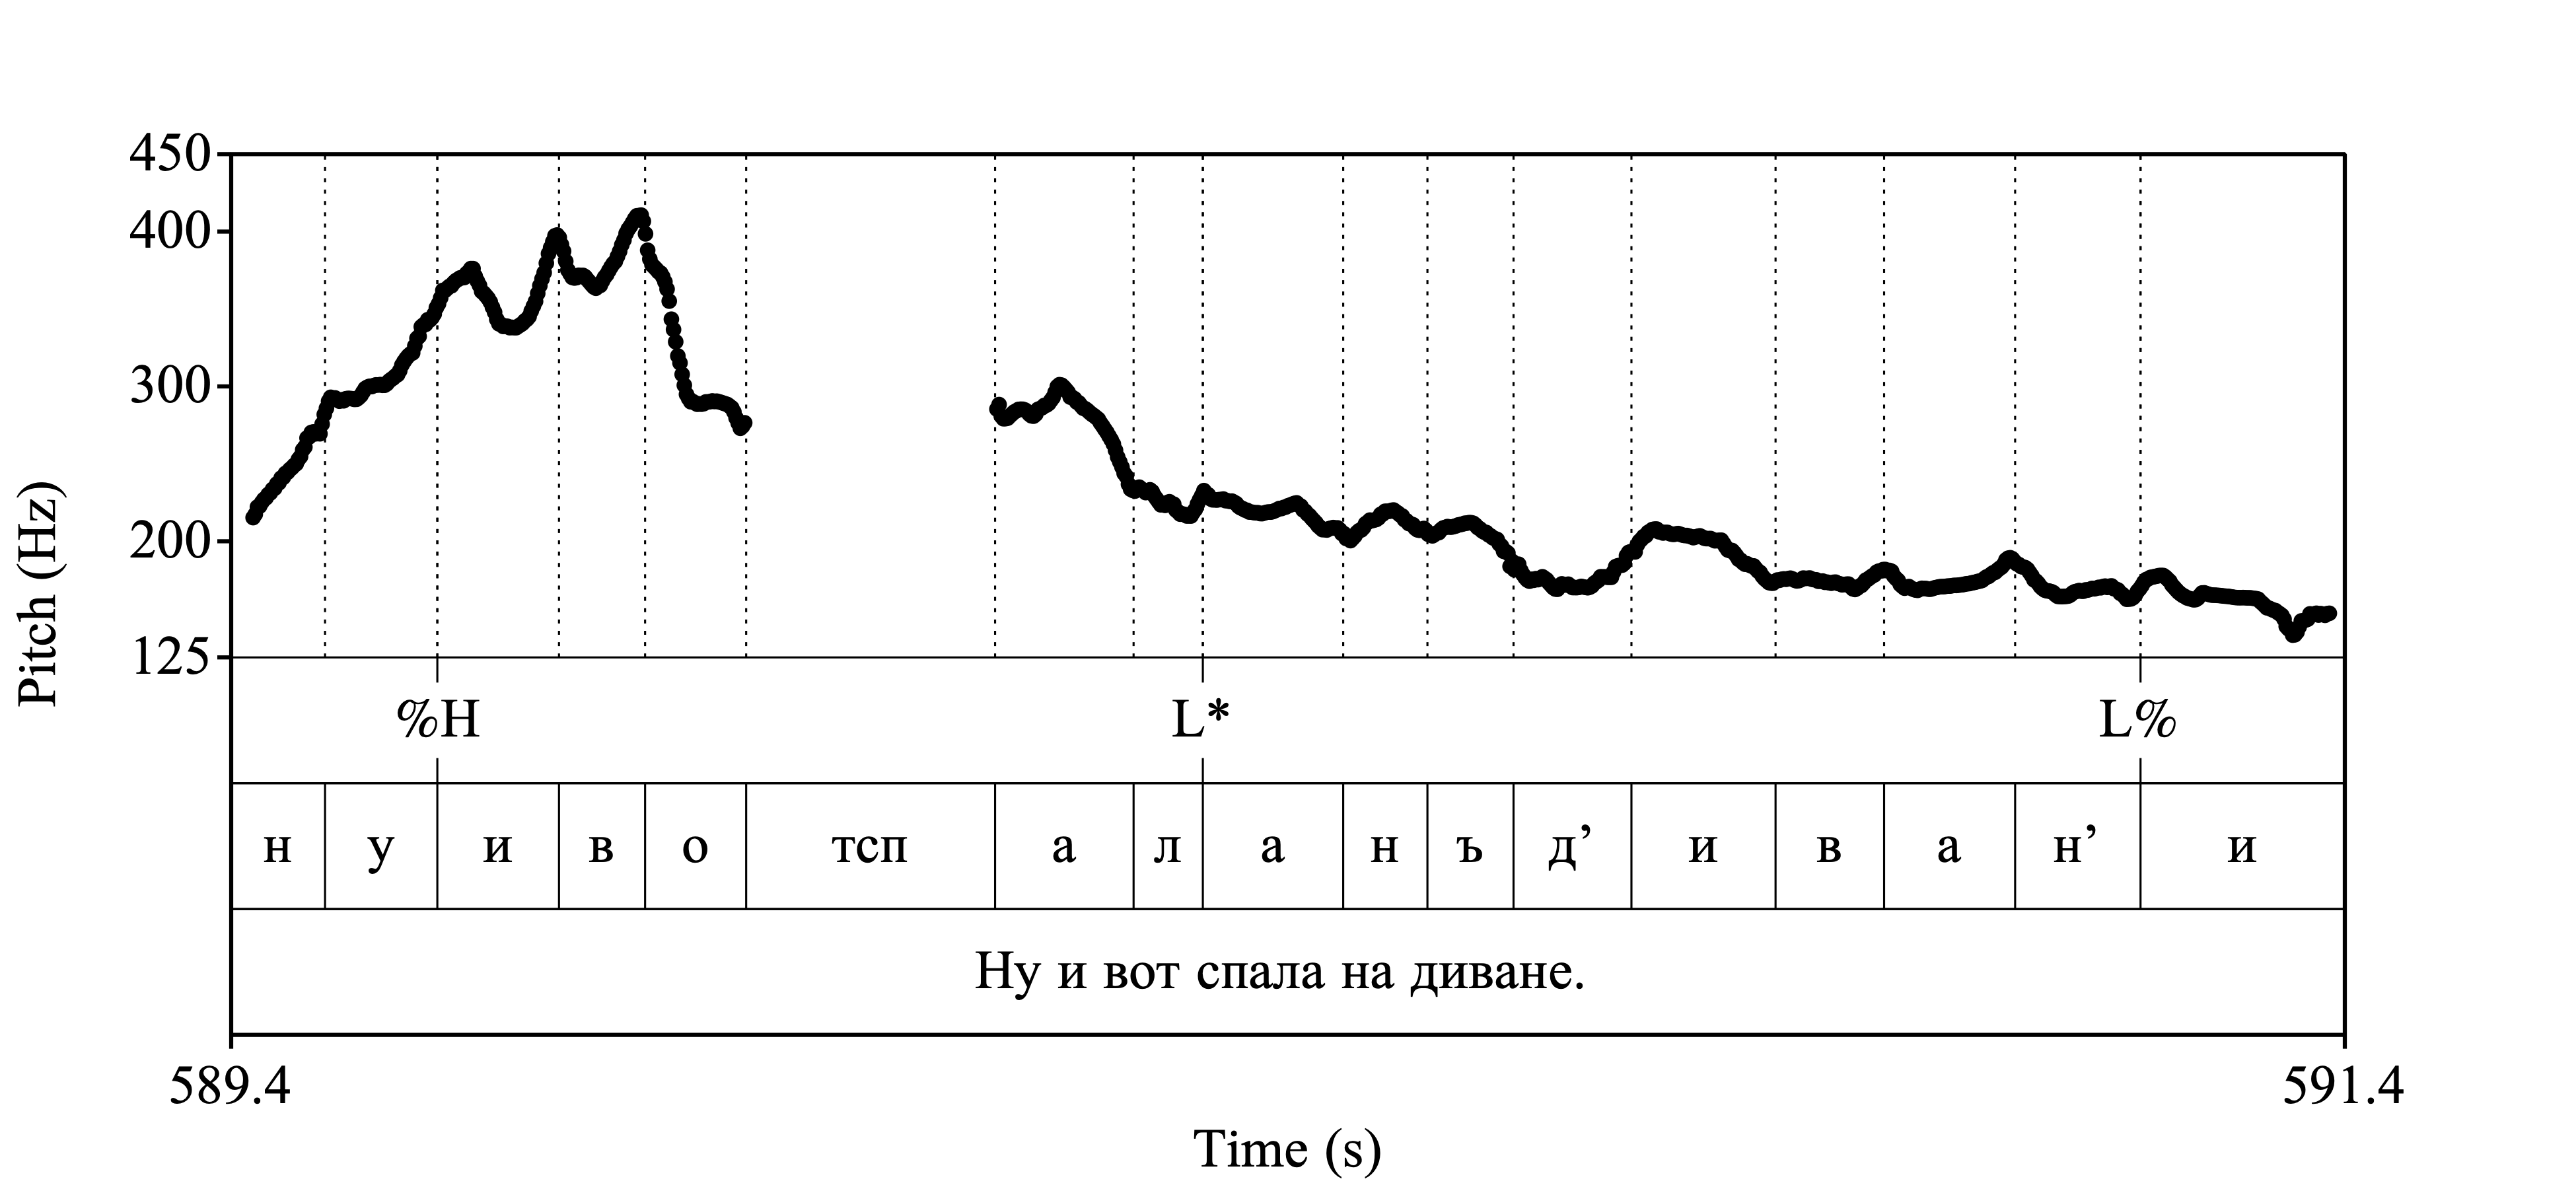 450
400
300
200
125
Pitch (Hz)
%H L* L%
н у и в о тсп а л а н ъ д’ и в а н’ и
Ну и вот спала на диване.
589.4 591.4
Time (s)